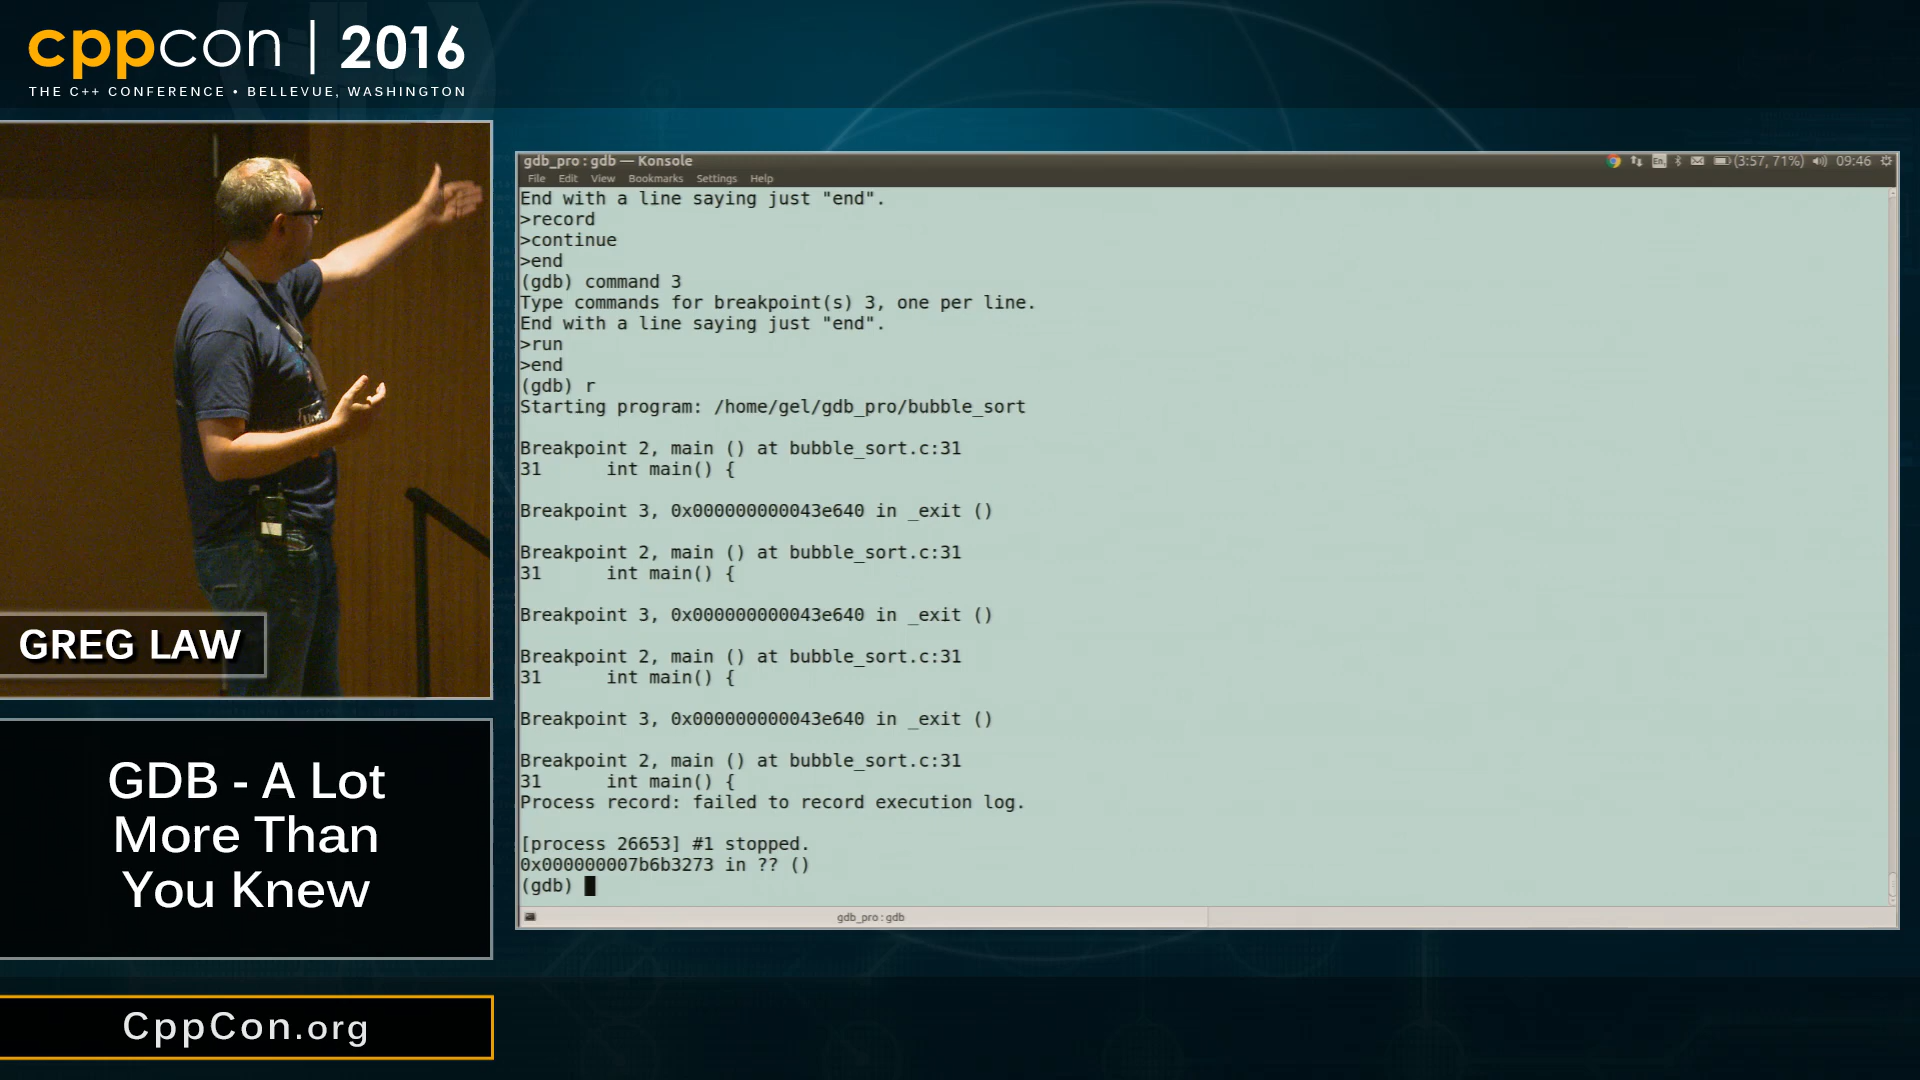 cppcon | 2016
THE C++ CONFERENCE • BELLEVUE, WASHINGTON
GREG LAW
GDB - A Lot
More Than
You Knew
CppCon.org
gdb_pro : gdb — Konsole
En
(3:57, 71%)
09:46
File Edit View Bookmarks Settings Help
End with a line saying just "end".
>record
>continue
>end
(gdb) command 3
Type commands for breakpoint(s) 3, one per line.
End with a line saying just "end".
>run
>end
(gdb) r
Starting program: /home/gel/gdb_pro/bubble_sort
Breakpoint 2, main () at bubble_sort.c:31
31 int main() {
Breakpoint 3, 0x000000000043e640 in _exit ()
Breakpoint 2, main () at bubble_sort.c:31
31 int main() {
Breakpoint 3, 0x000000000043e640 in _exit ()
Breakpoint 2, main () at bubble_sort.c:31
31 int main() {
Breakpoint 3, 0x000000000043e640 in _exit ()
Breakpoint 2, main () at bubble_sort.c:31
31 int main() {
Process record: failed to record execution log.
[process 26653] #1 stopped.
0x000000007b6b3273 in ?? ()
(gdb)
gdb_pro : gdb